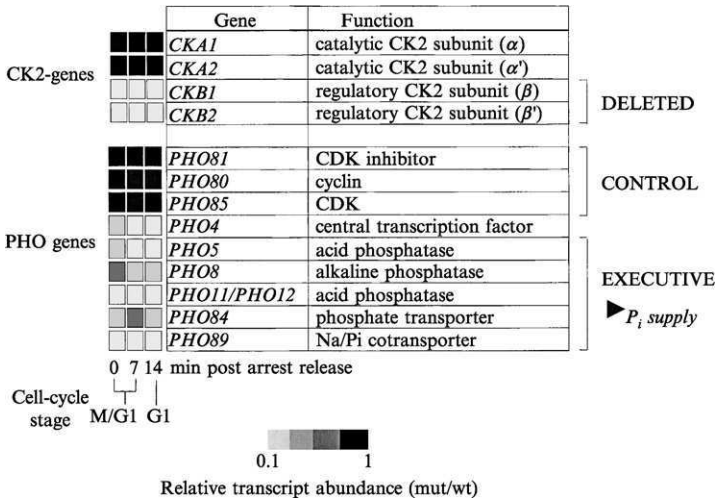 Gene Function
CKA1 catalytic CK2 subunit (α)
CK2-genes CKA2 catalytic CK2 subunit (α')
CKB1 regulatory CK2 subunit (β)
CKB2 regulatory CK2 subunit (β')
DELETED
PHO81 CDK inhibitor
PHO80 cyclin
CONTROL
PHO85 CDK
PHO4 central transcription factor
PHO genes PHO5 acid phosphatase
PHO8 alkaline phosphatase
EXECUTIVE
PHO11/PHO12 acid phosphatase
▶Pi supply
PHO84 phosphate transporter
PHO89 Na/Pi cotransporter
0 7 14 min post arrest release
Cell-cycle
stage M/G1 G1
0.1 1
Relative transcript abundance (mut/wt)